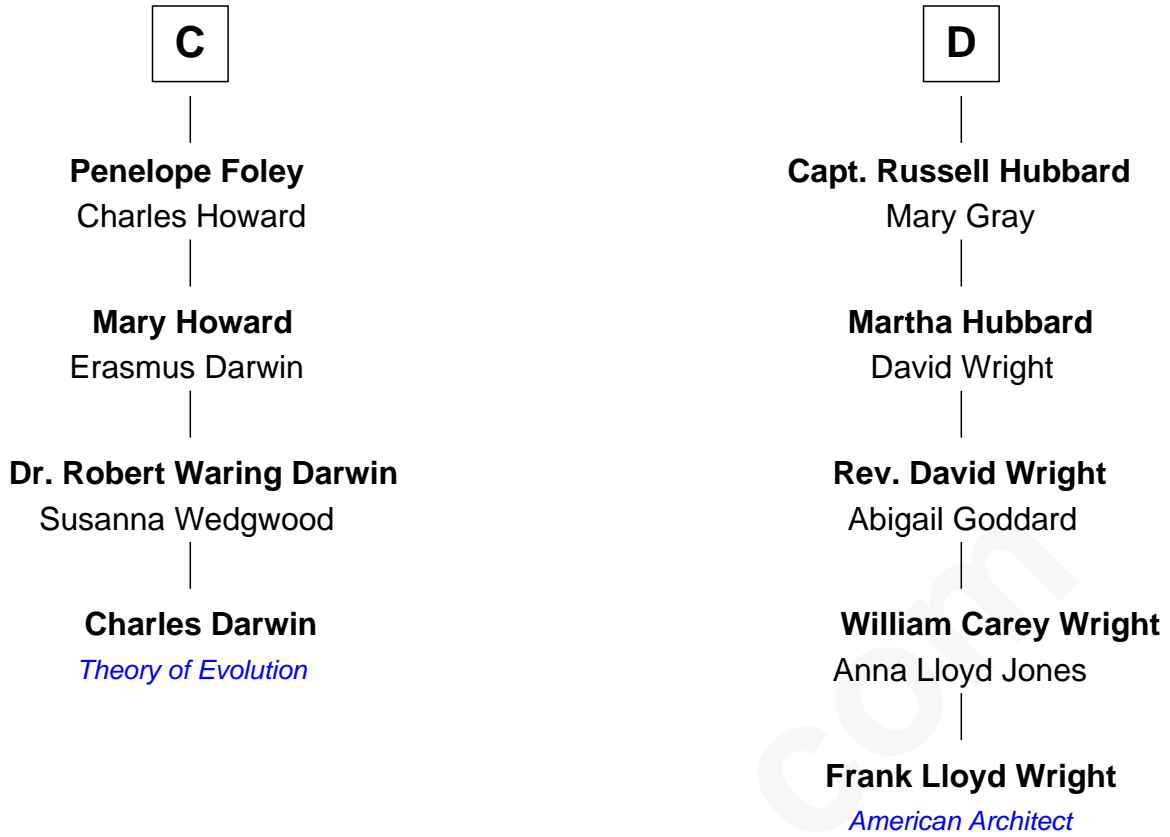 C
Penelope Foley
Charles Howard
Mary Howard
Erasmus Darwin
Dr. Robert Waring Darwin
Susanna Wedgwood
Charles Darwin
Theory of Evolution
D
Capt. Russell Hubbard
Mary Gray
Martha Hubbard
David Wright
Rev. David Wright
Abigail Goddard
William Carey Wright
Anna Lloyd Jones
Frank Lloyd Wright
American Architect
com